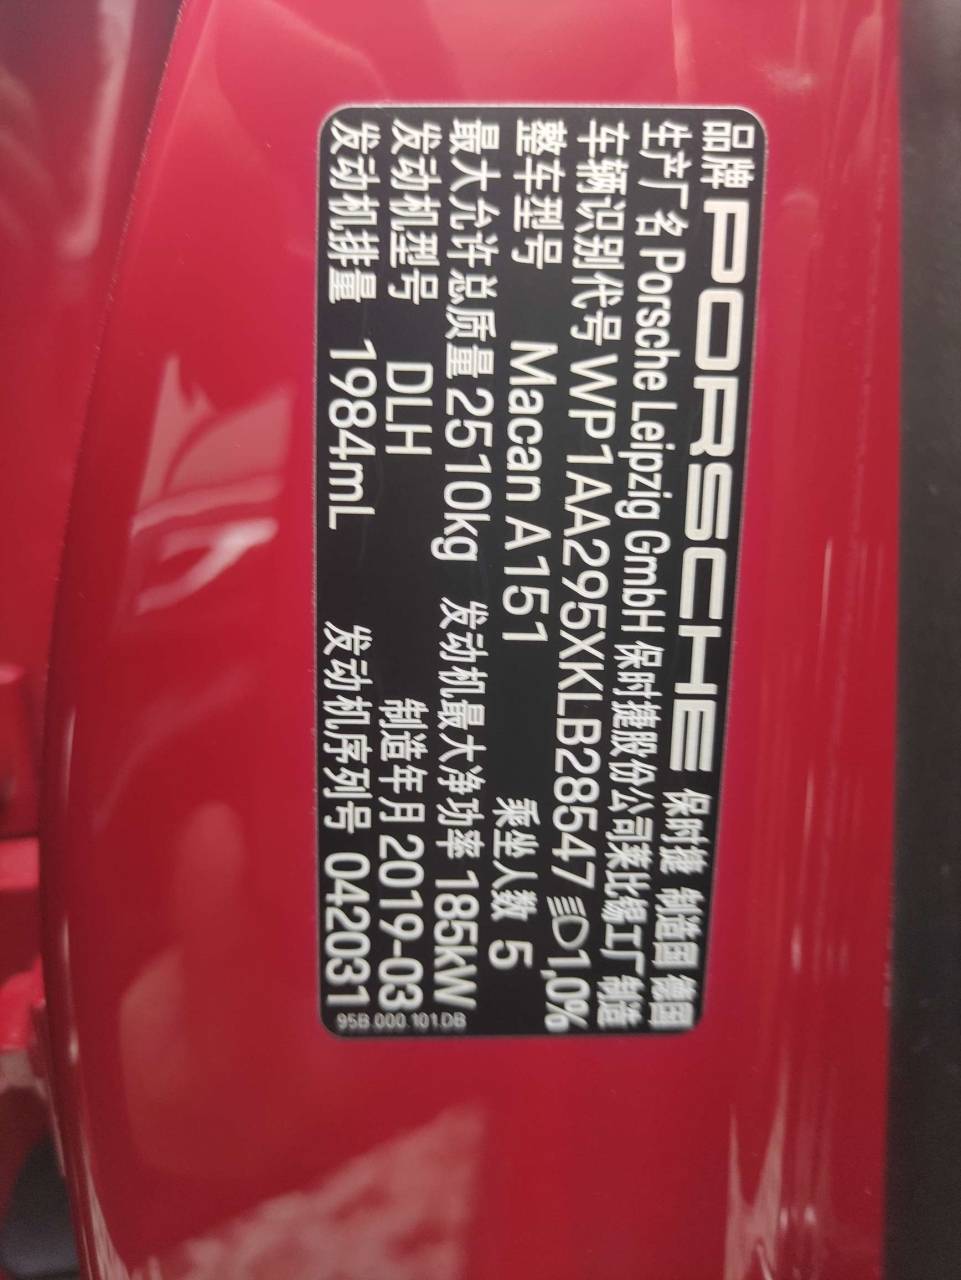 品牌 PORSCHE 保时捷 制造国 德国
生产厂名 Porsche Leipzig GmbH 保时捷股份公司莱比锡工厂 制造
车辆识别代号 WP1AA295XKLB28547 1,0%
整车型号 Macan A151 乘坐人数 5
最大允许总质量 2510kg 发动机最大净功率 185kW
发动机型号 DLH 制造年月 2019-03
发动机排量 1984mL 发动机序列号 042031
95B.000.101.DB